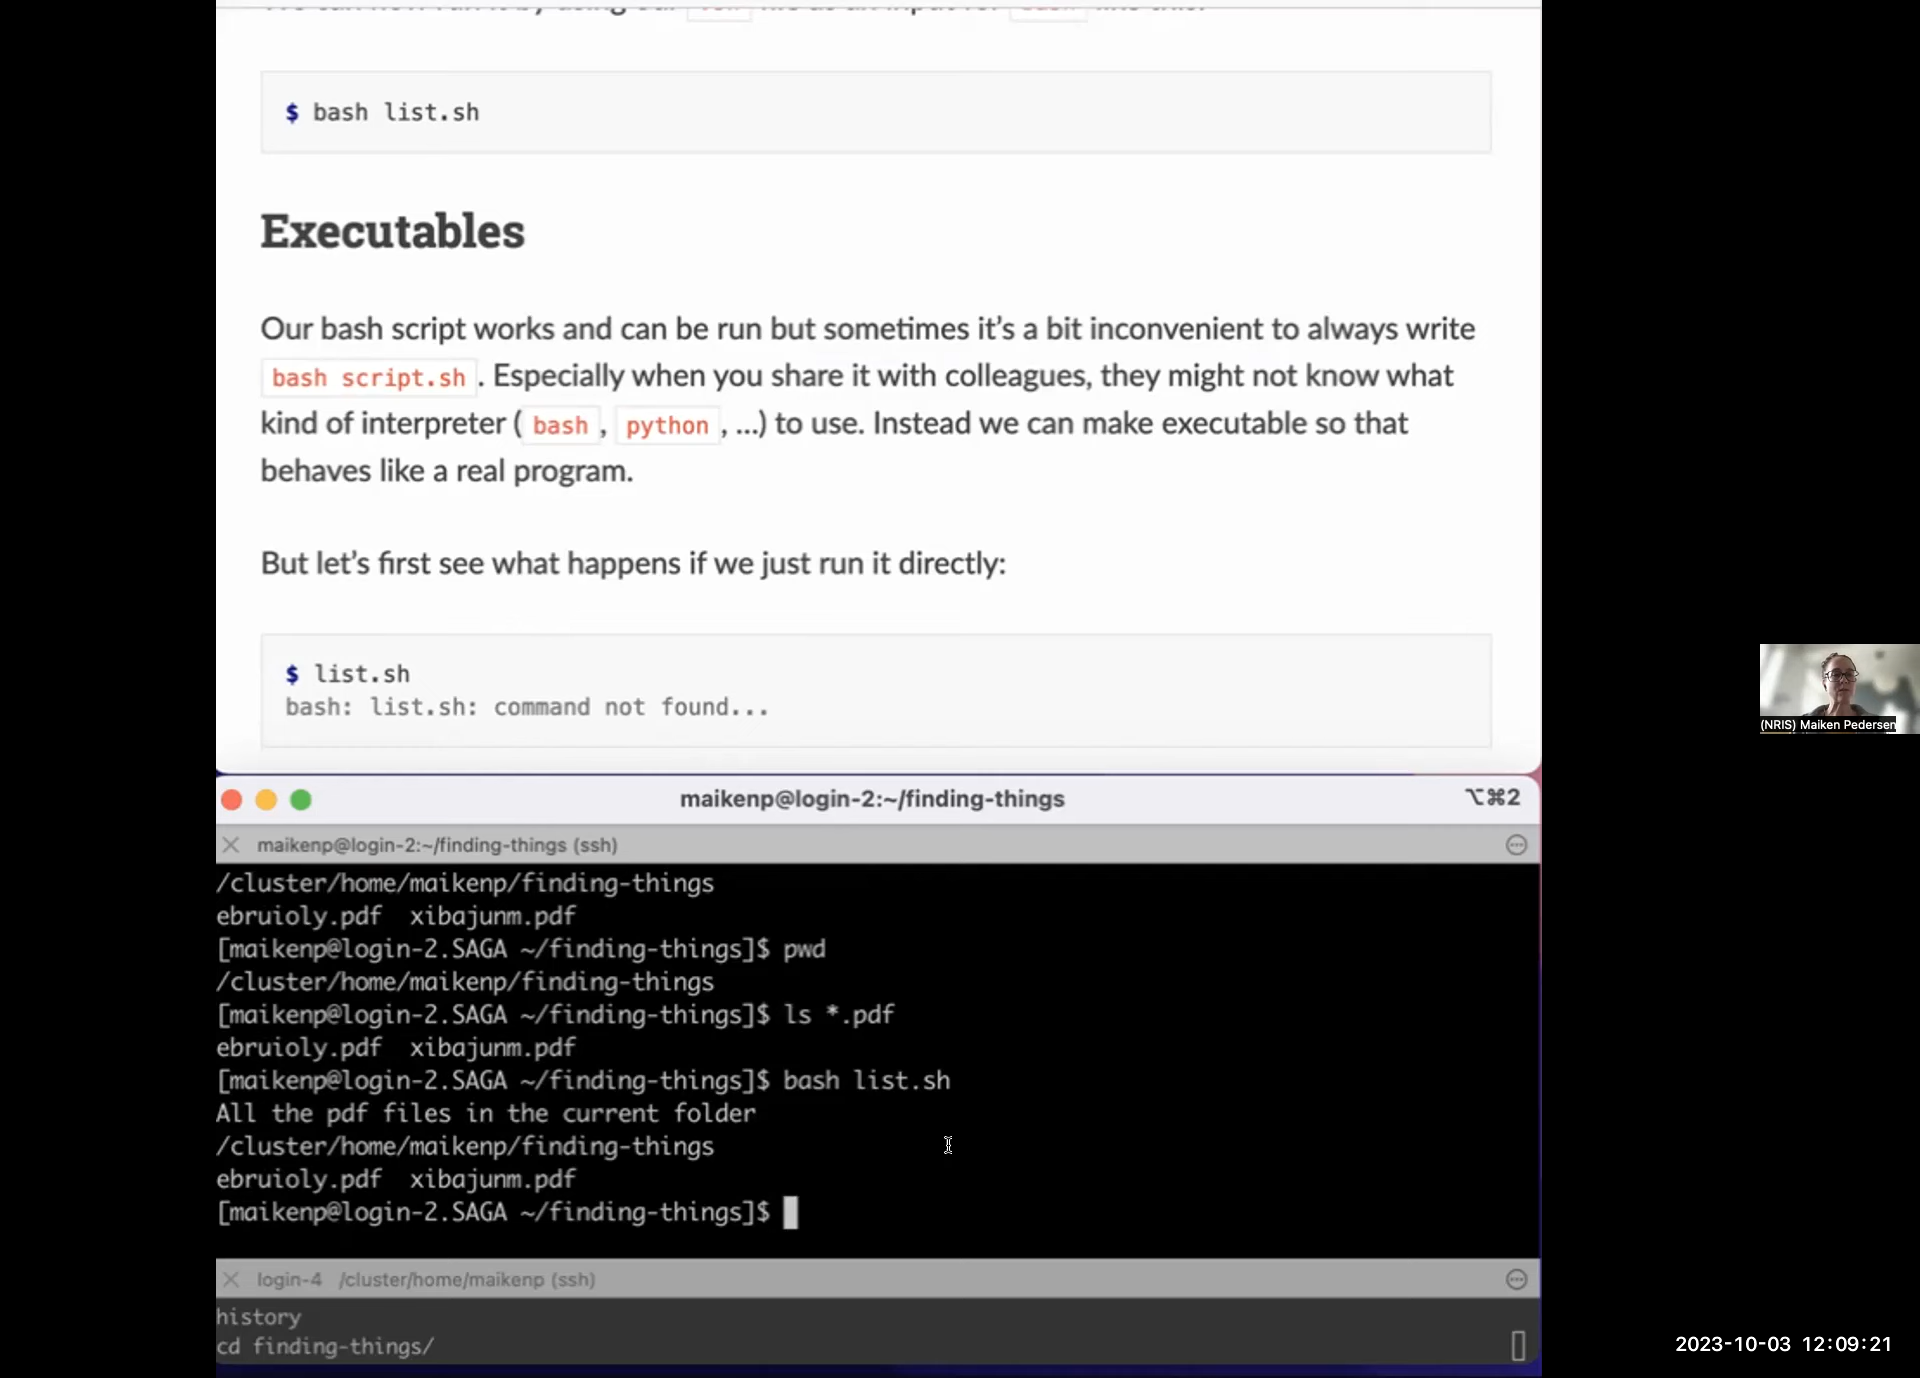 $ bash list.sh
Executables
Our bash script works and can be run but sometimes it's a bit inconvenient to always write
bash script.sh . Especially when you share it with colleagues, they might not know what
kind of interpreter ( bash , python , ...) to use. Instead we can make executable so that
behaves like a real program.
But let's first see what happens if we just run it directly:
$ list.sh
bash: list.sh: command not found...
(NRIS) Maiken Pedersen
maikenp@login-2:~/finding-things
⌥⌘2
maikenp@login-2:~/finding-things (ssh)
/cluster/home/maikenp/finding-things
ebruioly.pdf xibajunm.pdf
[maikenp@login-2.SAGA ~/finding-things]$ pwd
/cluster/home/maikenp/finding-things
[maikenp@login-2.SAGA ~/finding-things]$ ls *.pdf
ebruioly.pdf xibajunm.pdf
[maikenp@login-2.SAGA ~/finding-things]$ bash list.sh
All the pdf files in the current folder
/cluster/home/maikenp/finding-things
ebruioly.pdf xibajunm.pdf
[maikenp@login-2.SAGA ~/finding-things]$
login-4 /cluster/home/maikenp (ssh)
history
cd finding-things/
2023-10-03 12:09:21